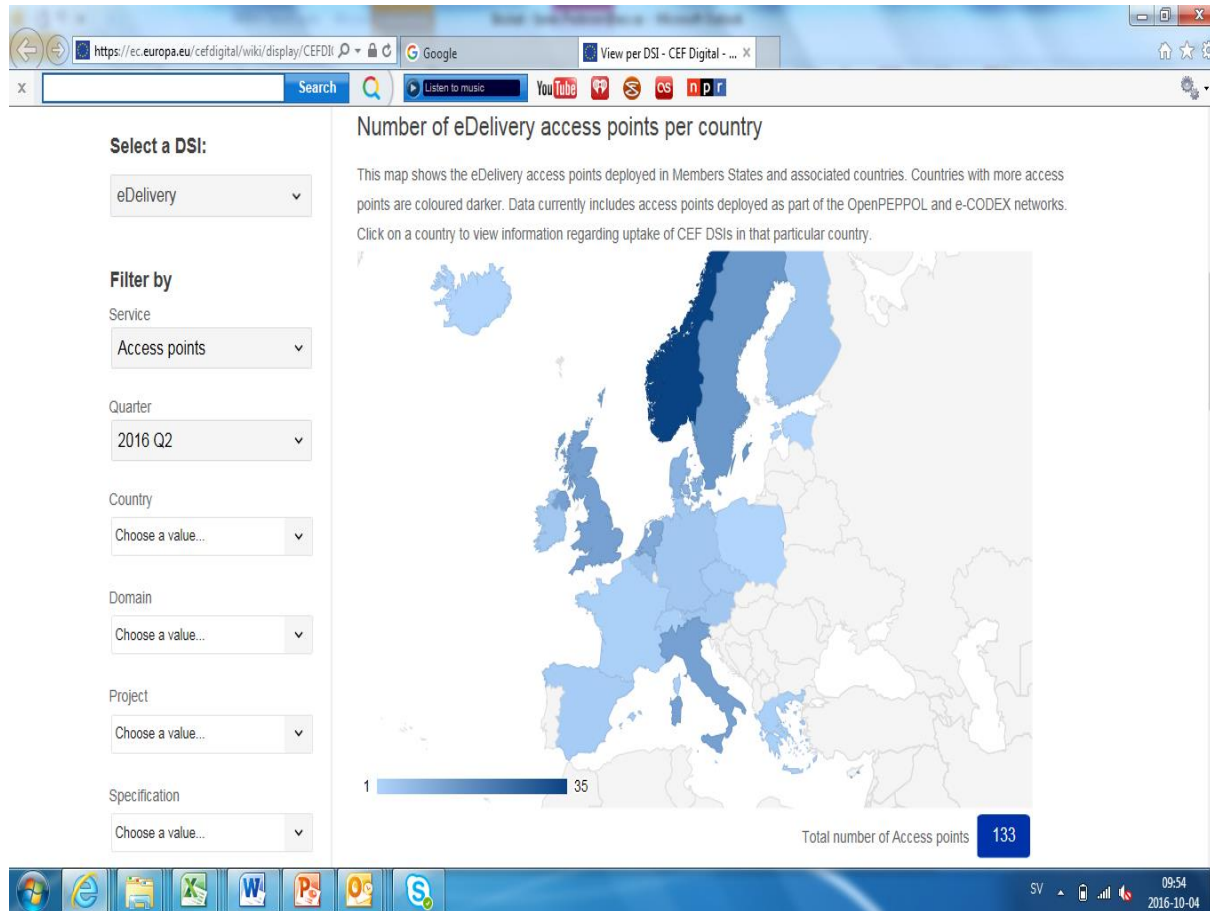 https://ec.europa.eu/cefdigital/wiki/display/CEFDI
Google
View per DSI - CEF Digital - ...
Search
Listen to music
YouTube
os
npr
Select a DSI:
eDelivery
Filter by
Service
Access points
Quarter
2016 Q2
Country
Choose a value...
Domain
Choose a value...
Project
Choose a value...
Specification
Choose a value...
Number of eDelivery access points per country
This map shows the eDelivery access points deployed in Members States and associated countries. Countries with more access
points are coloured darker. Data currently includes access points deployed as part of the OpenPEPPOL and e-CODEX networks.
Click on a country to view information regarding uptake of CEF DSIs in that particular country.
1
35
Total number of Access points 133
SV
09:54
2016-10-04